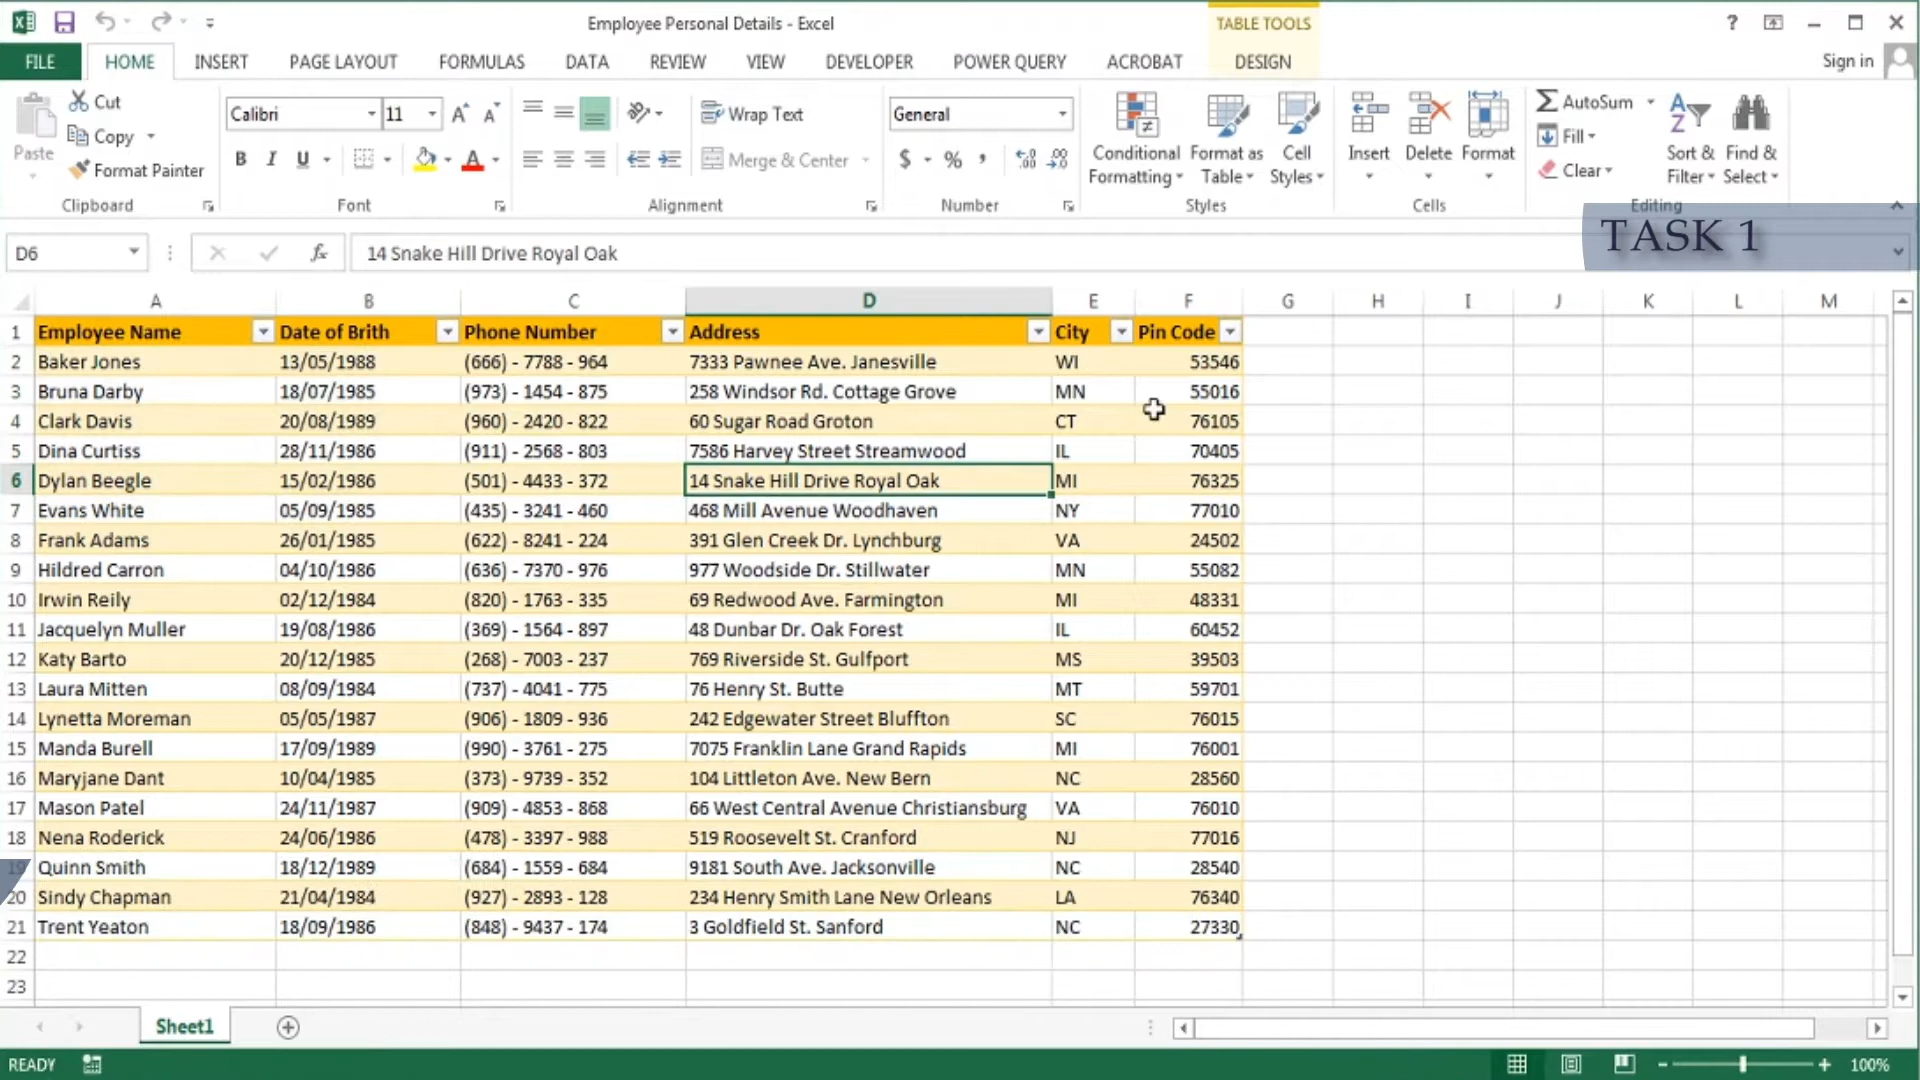 Employee Personal Details - Excel
TABLE TOOLS
?
FILE HOME INSERT PAGE LAYOUT FORMULAS DATA REVIEW VIEW DEVELOPER POWER QUERY ACROBAT DESIGN Sign in
Paste
Cut
Copy
Format Painter
Clipboard
Calibri 11
B I U
Font
Wrap Text
Merge & Center
Alignment
General
$ % ,
Number
Conditional Formatting
Format as Table
Cell Styles
Styles
Insert
Delete
Format
Cells
AutoSum
Fill
Clear
Sort & Filter
Find & Select
Editing
TASK 1
D6 fx 14 Snake Hill Drive Royal Oak
A B C D E F G H I J K L M
1 Employee Name Date of Brith Phone Number Address City Pin Code
2 Baker Jones 13/05/1988 (666) - 7788 - 964 7333 Pawnee Ave. Janesville WI 53546
3 Bruna Darby 18/07/1985 (973) - 1454 - 875 258 Windsor Rd. Cottage Grove MN 55016
4 Clark Davis 20/08/1989 (960) - 2420 - 822 60 Sugar Road Groton CT 76105
5 Dina Curtiss 28/11/1986 (911) - 2568 - 803 7586 Harvey Street Streamwood IL 70405
6 Dylan Beegle 15/02/1986 (501) - 4433 - 372 14 Snake Hill Drive Royal Oak MI 76325
7 Evans White 05/09/1985 (435) - 3241 - 460 468 Mill Avenue Woodhaven NY 77010
8 Frank Adams 26/01/1985 (622) - 8241 - 224 391 Glen Creek Dr. Lynchburg VA 24502
9 Hildred Carron 04/10/1986 (636) - 7370 - 976 977 Woodside Dr. Stillwater MN 55082
10 Irwin Reily 02/12/1984 (820) - 1763 - 335 69 Redwood Ave. Farmington MI 48331
11 Jacquelyn Muller 19/08/1986 (369) - 1564 - 897 48 Dunbar Dr. Oak Forest IL 60452
12 Katy Barto 20/12/1985 (268) - 7003 - 237 769 Riverside St. Gulfport MS 39503
13 Laura Mitten 08/09/1984 (737) - 4041 - 775 76 Henry St. Butte MT 59701
14 Lynetta Moreman 05/05/1987 (906) - 1809 - 936 242 Edgewater Street Bluffton SC 76015
15 Manda Burell 17/09/1989 (990) - 3761 - 275 7075 Franklin Lane Grand Rapids MI 76001
16 Maryjane Dant 10/04/1985 (373) - 9739 - 352 104 Littleton Ave. New Bern NC 28560
17 Mason Patel 24/11/1987 (909) - 4853 - 868 66 West Central Avenue Christiansburg VA 76010
18 Nena Roderick 24/06/1986 (478) - 3397 - 988 519 Roosevelt St. Cranford NJ 77016
19 Quinn Smith 18/12/1989 (684) - 1559 - 684 9181 South Ave. Jacksonville NC 28540
20 Sindy Chapman 21/04/1984 (927) - 2893 - 128 234 Henry Smith Lane New Orleans LA 76340
21 Trent Yeaton 18/09/1986 (848) - 9437 - 174 3 Goldfield St. Sanford NC 27330
22
23
Sheet1
READY 100%